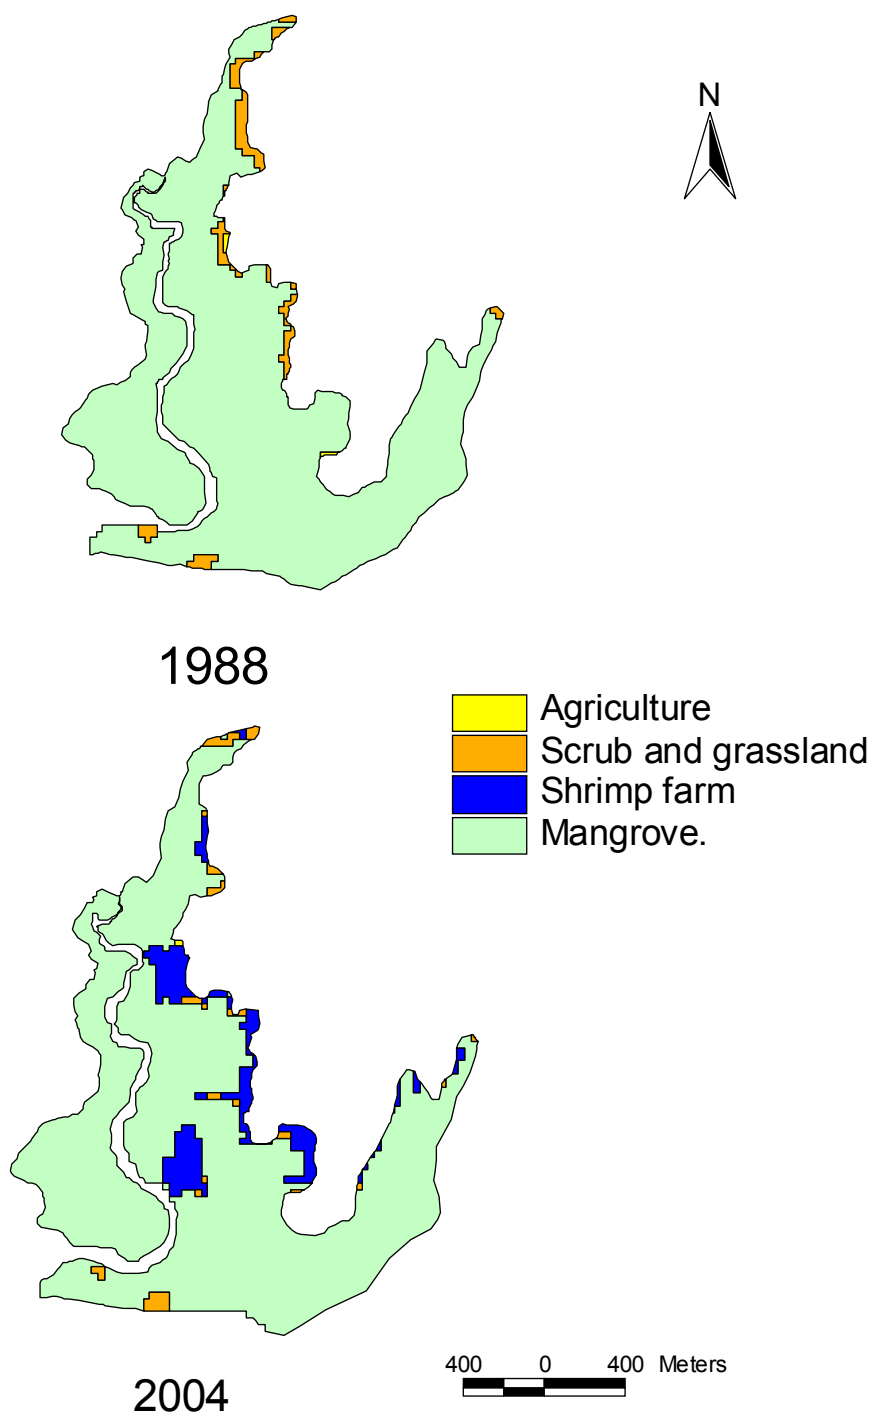 N
1988
Agriculture
Scrub and grassland
Shrimp farm
Mangrove.
400 0 400 Meters
2004